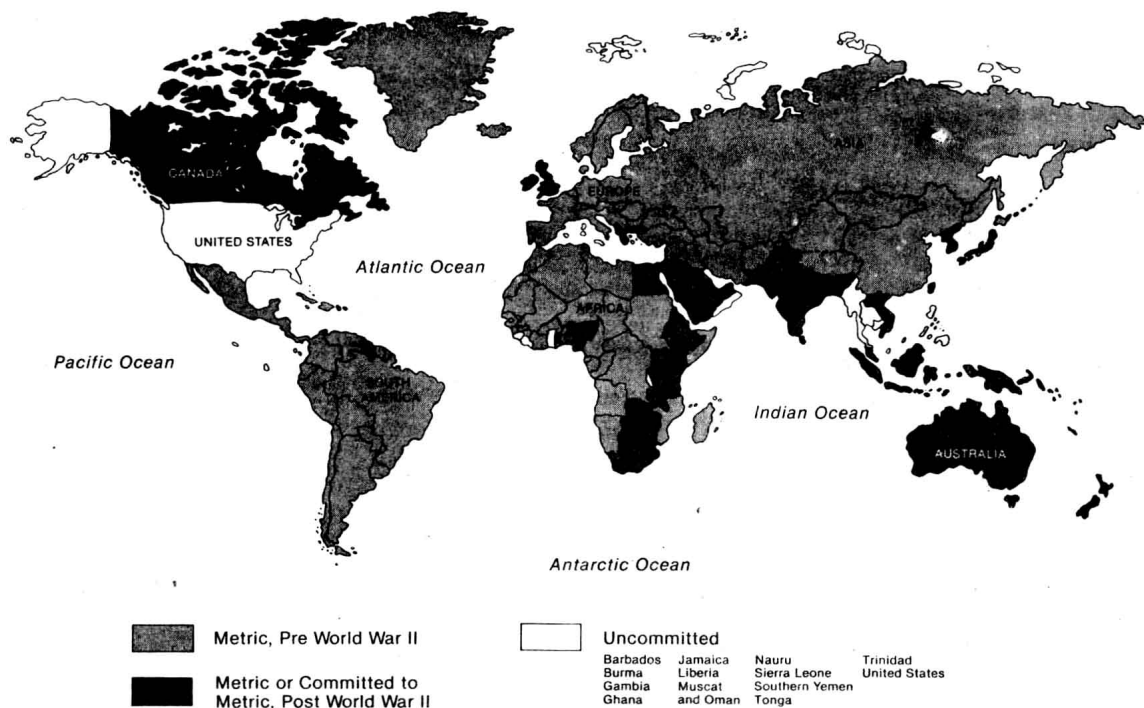 CANADA
UNITED STATES
Atlantic Ocean
Pacific Ocean
SOUTH
AMERICA
EUROPE
ASIA
AFRICA
Indian Ocean
AUSTRALIA
Antarctic Ocean
Metric, Pre World War II
Metric or Committed to
Metric, Post World War II
Uncommitted
Barbados Jamaica Nauru Trinidad
Burma Liberia Sierra Leone United States
Gambia Muscat Southern Yemen
Ghana and Oman Tonga